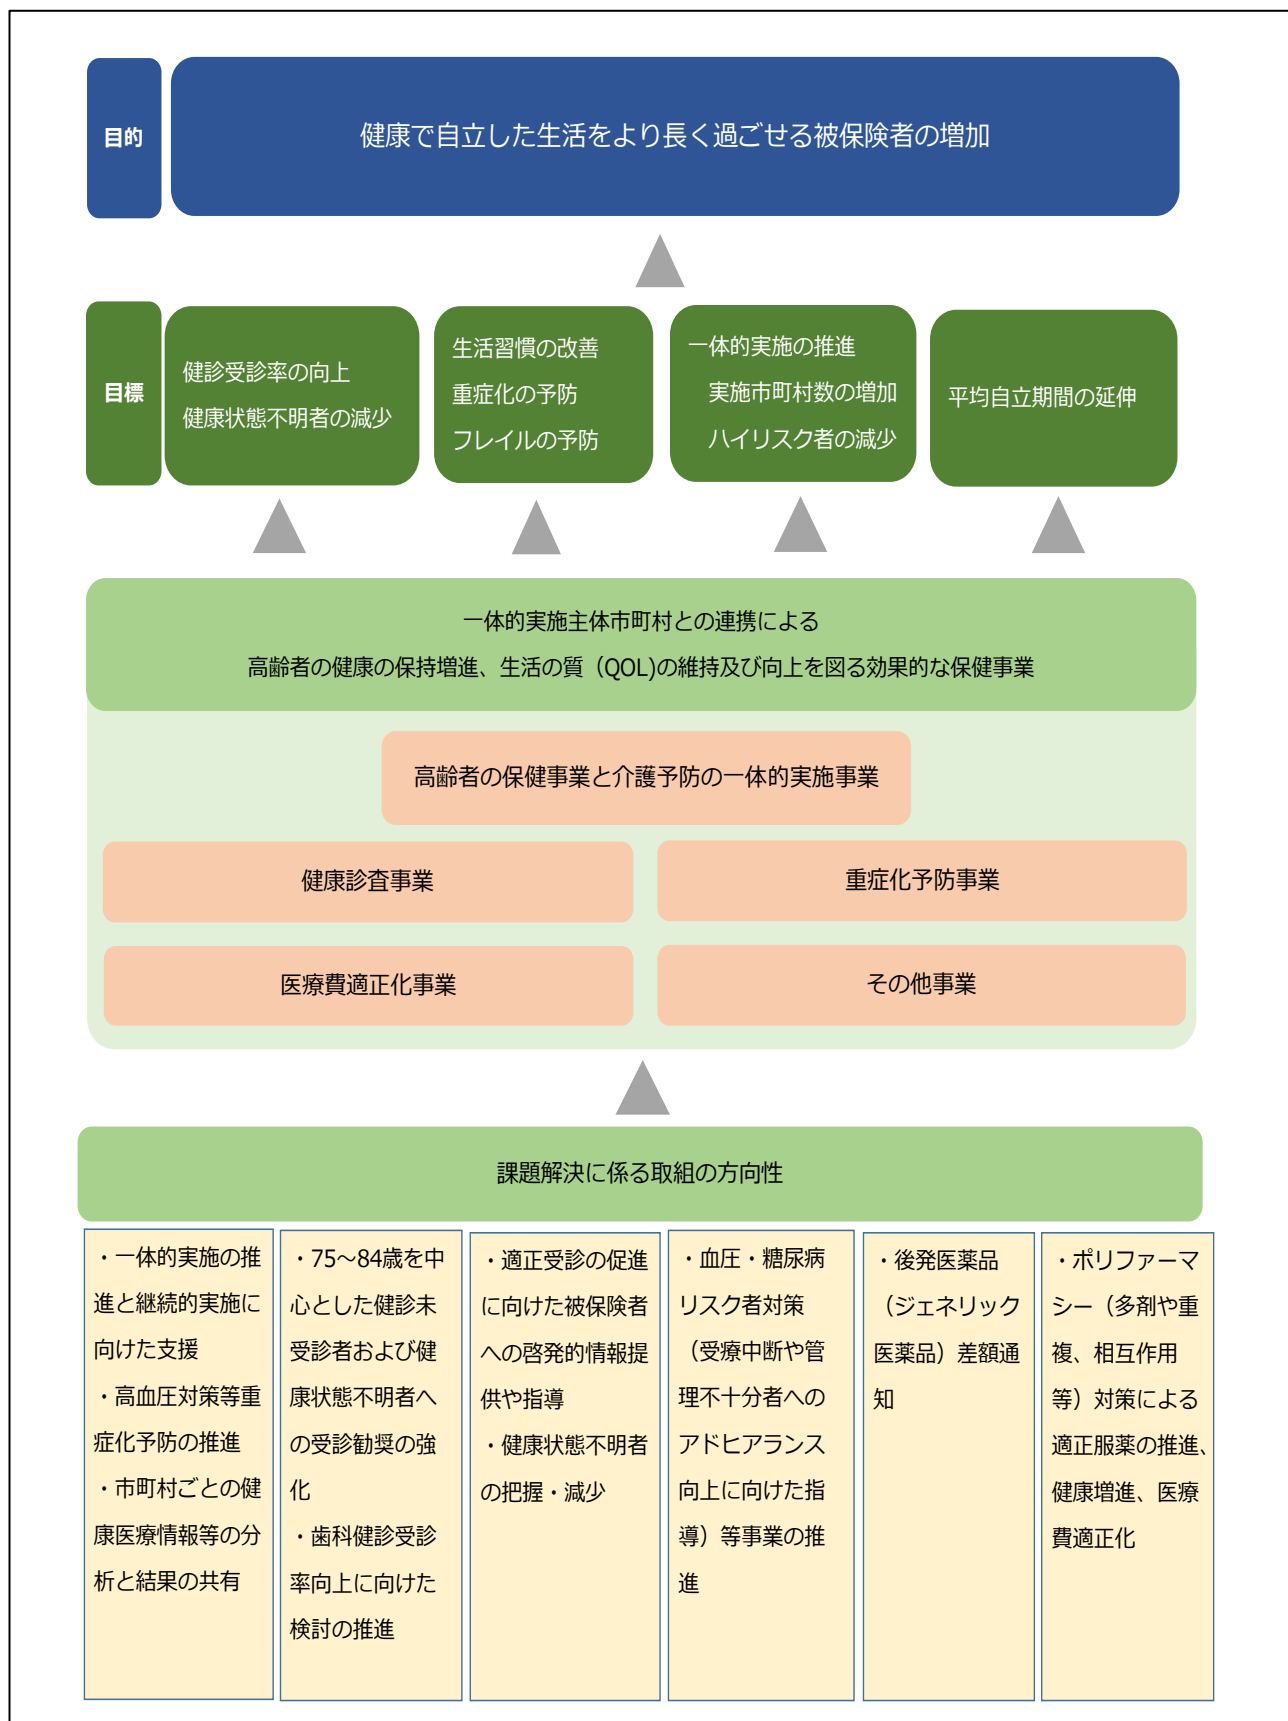 目的
健康で自立した生活をより長く過ごせる被保険者の増加
目標
健診受診率の向上
健康状態不明者の減少
生活習慣の改善
重症化の予防
フレイルの予防
一体的実施の推進
実施市町村数の増加
ハイリスク者の減少
平均自立期間の延伸
一体的実施主体市町村との連携による
高齢者の健康の保持増進、生活の質（QOL)の維持及び向上を図る効果的な保健事業
高齢者の保健事業と介護予防の一体的実施事業
健康診査事業
重症化予防事業
医療費適正化事業
その他事業
課題解決に係る取組の方向性
・一体的実施の推
進と継続的実施に
向けた支援
・高血圧対策等重
症化予防の推進
・市町村ごとの健
康医療情報等の分
析と結果の共有
・75～84歳を中
心とした健診未
受診者および健
康状態不明者へ
の受診勧奨の強
化
・歯科健診受診
率向上に向けた
検討の推進
・適正受診の促進
に向けた被保険者
への啓発的情報提
供や指導
・健康状態不明者
の把握・減少
・血圧・糖尿病
リスク者対策
（受療中断や管
理不十分者への
アドヒアランス
向上に向けた指
導）等事業の推
進
・後発医薬品
（ジェネリック
医薬品）差額通
知
・ポリファーマ
シー（多剤や重
複、相互作用
等）対策による
適正服薬の推進、
健康増進、医療
費適正化